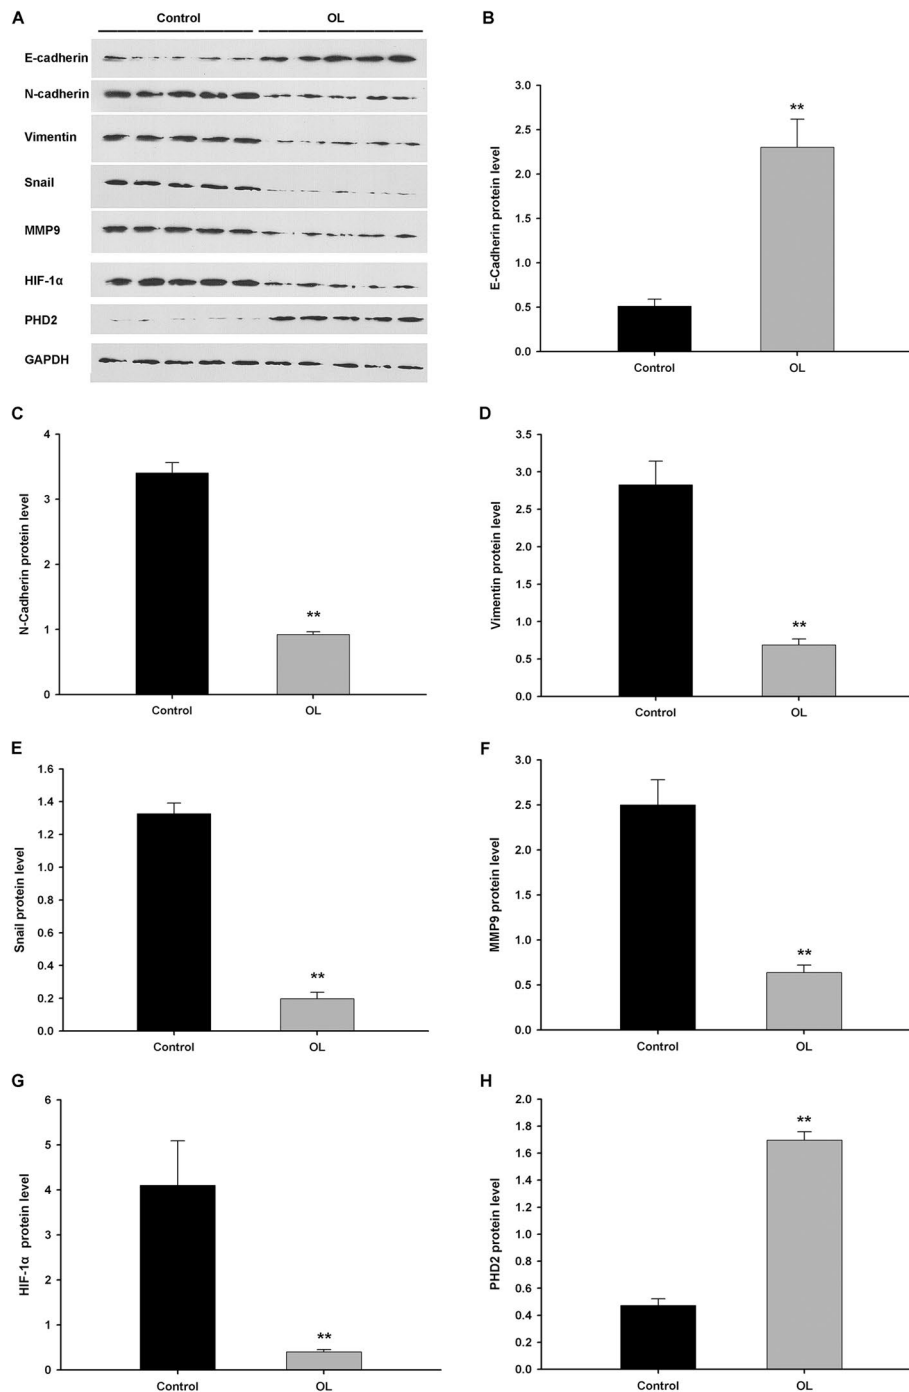 A
Control OL
E-cadherin
N-cadherin
Vimentin
Snail
MMP9
HIF-1α
PHD2
GAPDH
B
E-Cadherin protein level
3.0
2.5
2.0
1.5
1.0
0.5
0.0
**
Control OL
C
N-Cadherin protein level
4
3
2
1
0
**
Control OL
D
Vimentin protein level
3.5
3.0
2.5
2.0
1.5
1.0
0.5
0.0
**
Control OL
E
Snail protein level
1.6
1.4
1.2
1.0
0.8
0.6
0.4
0.2
0.0
**
Control OL
F
MMP9 protein level
3.0
2.5
2.0
1.5
1.0
0.5
0.0
**
Control OL
G
HIF-1α protein level
6
5
4
3
2
1
0
**
Control OL
H
PHD2 protein level
2.0
1.8
1.6
1.4
1.2
1.0
0.8
0.6
0.4
0.2
0.0
**
Control OL